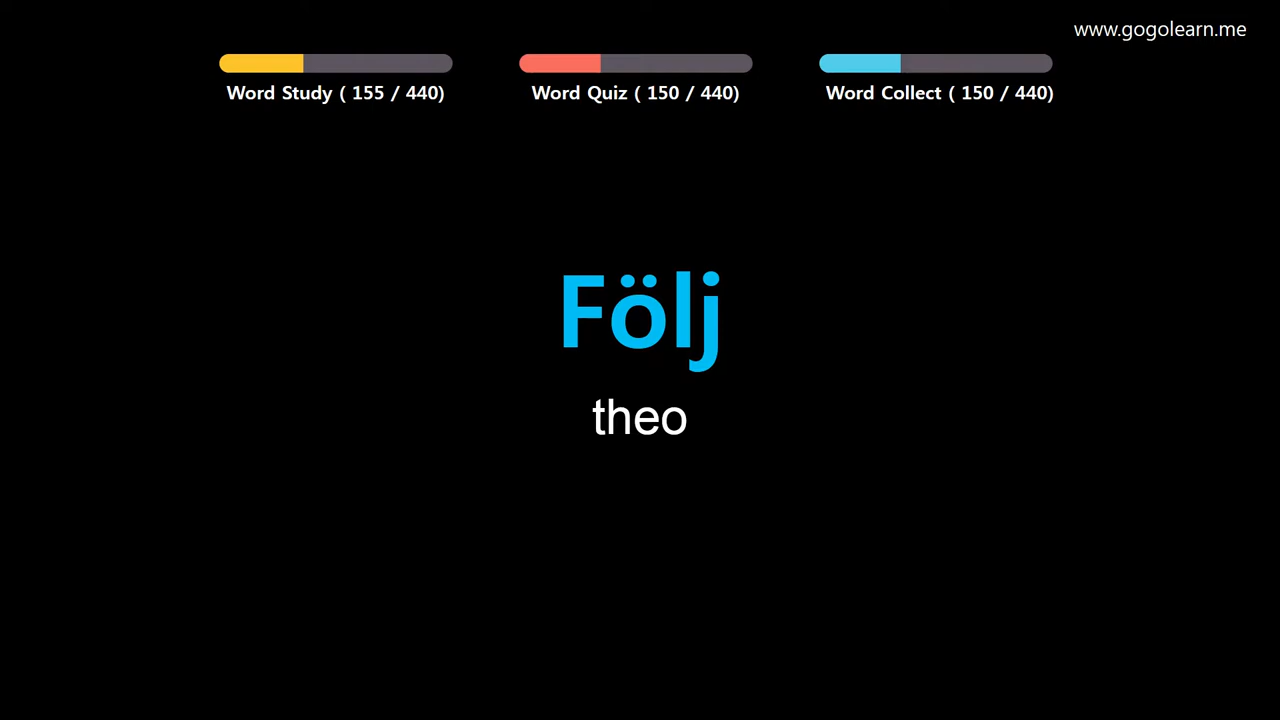 www.gogolearn.me
Word Study ( 155 / 440)
Word Quiz ( 150 / 440)
Word Collect ( 150 / 440)
Följ
theo